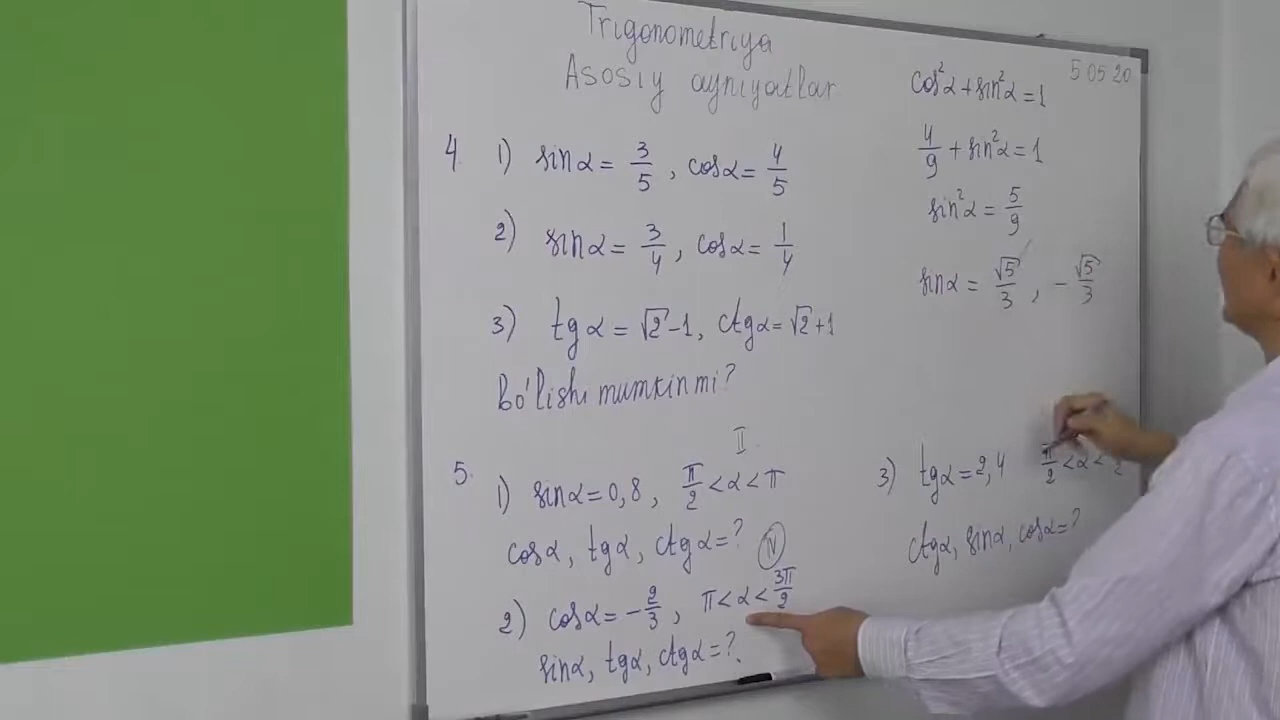 Trigonometriya
Asosiy ayniyatlar
5 05 20
4. 1) sinα = 3/5, cosα = 4/5
2) sinα = 3/4, cosα = 1/4
3) tgα = √2-1, ctgα = √2+1
Bo'lishi mumkinmi?
5. II
1) sinα = 0,8, π/2 < α < π
cosα, tgα, ctgα = ?
IV
2) cosα = -2/3, π < α < 3π/2
sinα, tgα, ctgα = ?
cos²α + sin²α = 1
4/9 + sin²α = 1
sin²α = 5/9
sinα = √5/3, -√5/3
3) tgα = 2,4 π/2 < α < 2
ctgα, sinα, cosα = ?